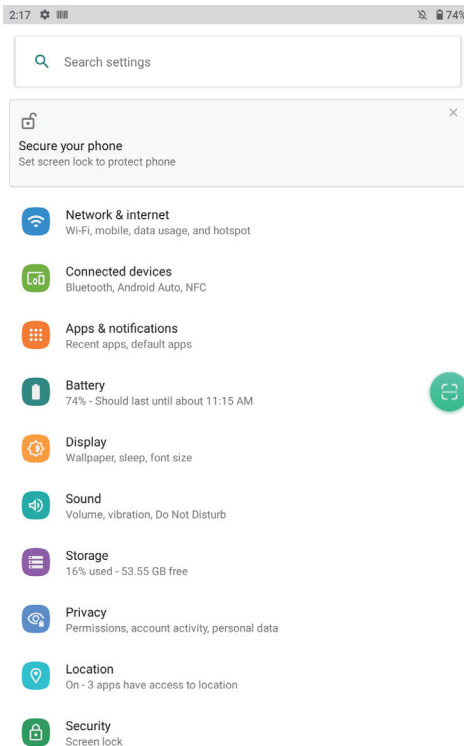 2:17
74%
Search settings
Secure your phone
Set screen lock to protect phone
Network & internet
Wi-Fi, mobile, data usage, and hotspot
Connected devices
Bluetooth, Android Auto, NFC
Apps & notifications
Recent apps, default apps
Battery
74% - Should last until about 11:15 AM
Display
Wallpaper, sleep, font size
Sound
Volume, vibration, Do Not Disturb
Storage
16% used - 53.55 GB free
Privacy
Permissions, account activity, personal data
Location
On - 3 apps have access to location
Security
Screen lock